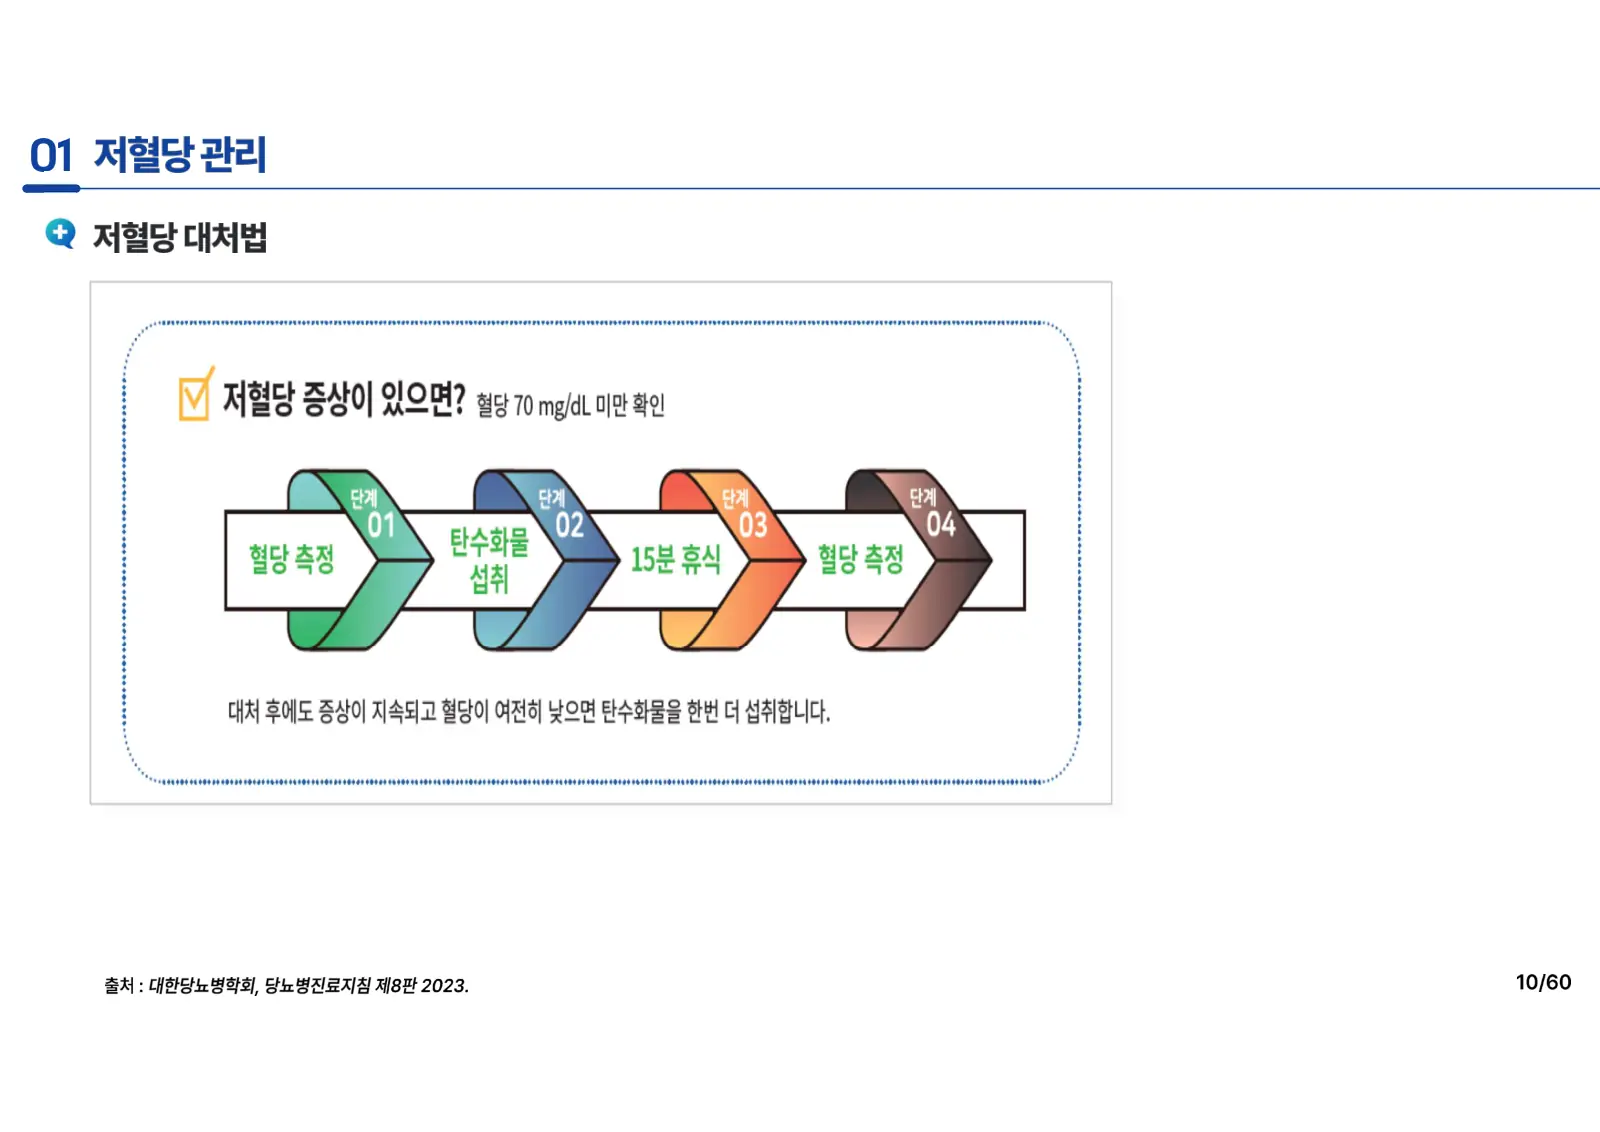 01 저혈당 관리
저혈당 대처법
저혈당 증상이 있으면? 혈당 70 mg/dL 미만 확인
단계 01
혈당 측정
단계 02
탄수화물
섭취
단계 03
15분 휴식
단계 04
혈당 측정
대처 후에도 증상이 지속되고 혈당이 여전히 낮으면 탄수화물을 한번 더 섭취합니다.
출처 : 대한당뇨병학회, 당뇨병진료지침 제8판 2023.
10/60